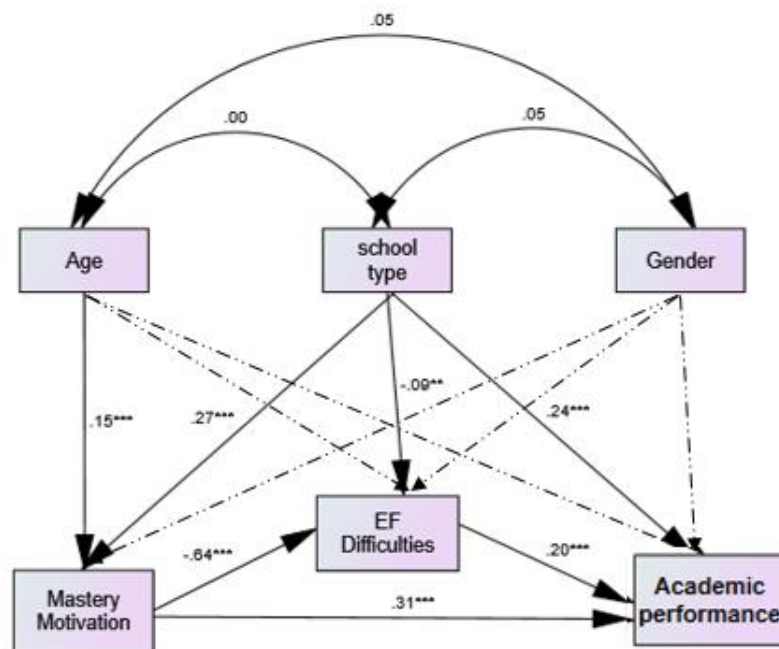 .05
.00
.05
Age
school
type
Gender
.15***
.27***
-.09**
.24***
EF
Difficulties
-.64***
.20***
Mastery
Motivation
.31***
Academic
performance